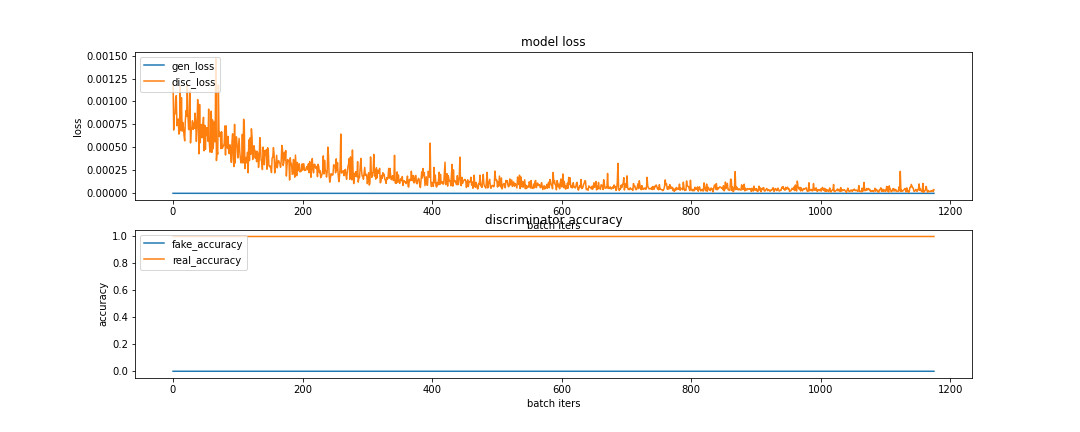 model loss
0.00150
0.00125
0.00100
0.00075
0.00050
0.00025
0.00000
loss
gen_loss
disc_loss
0 200 400 600 800 1000 1200
batch iters
discriminator accuracy
1.0
0.8
0.6
0.4
0.2
0.0
accuracy
fake_accuracy
real_accuracy
0 200 400 600 800 1000 1200
batch iters